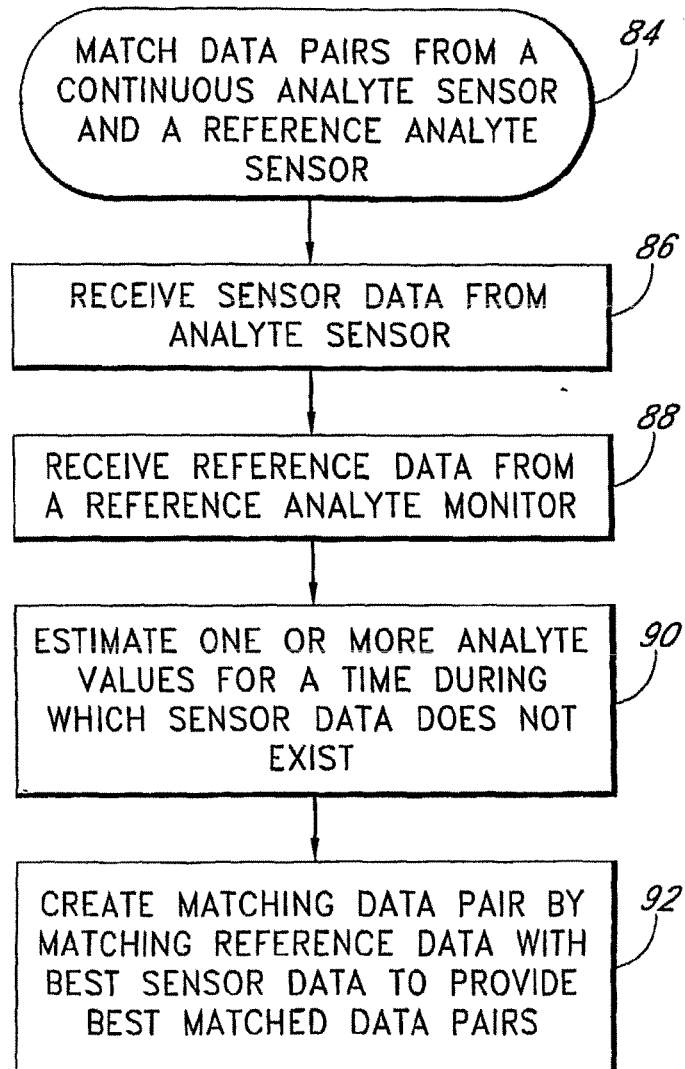 MATCH DATA PAIRS FROM A
CONTINUOUS ANALYTE SENSOR
AND A REFERENCE ANALYTE
SENSOR
84
RECEIVE SENSOR DATA FROM
ANALYTE SENSOR
86
RECEIVE REFERENCE DATA FROM
A REFERENCE ANALYTE MONITOR
88
ESTIMATE ONE OR MORE ANALYTE
VALUES FOR A TIME DURING
WHICH SENSOR DATA DOES NOT
EXIST
90
CREATE MATCHING DATA PAIR BY
MATCHING REFERENCE DATA WITH
BEST SENSOR DATA TO PROVIDE
BEST MATCHED DATA PAIRS
92